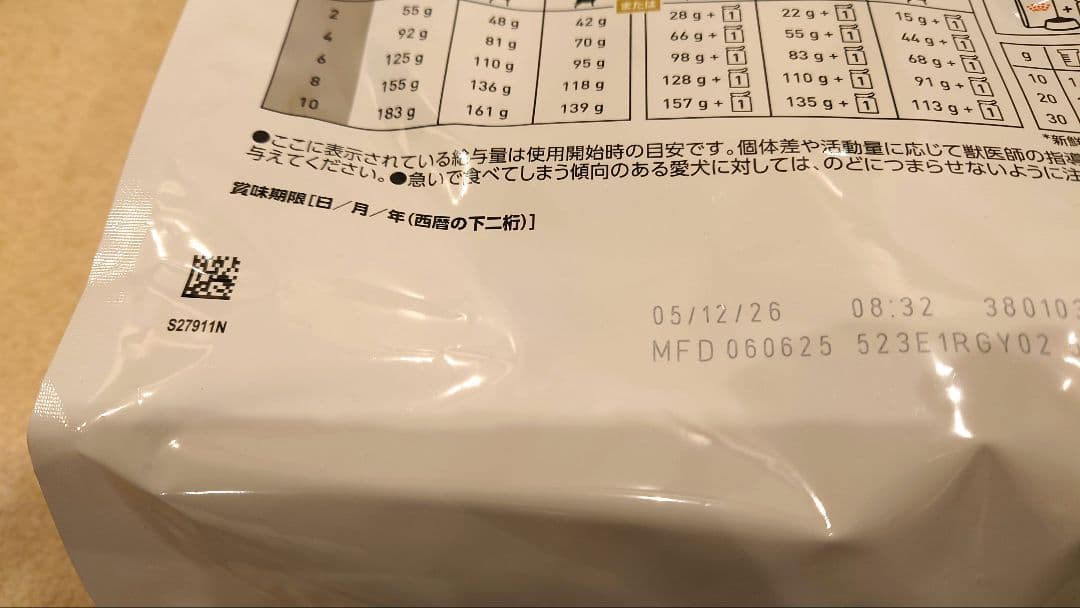 または
2 55 g 48 g 42 g 28 g + 1 22 g + 1 15 g + 1
4 92 g 81 g 70 g 66 g + 1 55 g + 1 44 g + 1
6 125 g 110 g 95 g 98 g + 1 83 g + 1 68 g + 1
8 155 g 136 g 118 g 128 g + 1 110 g + 1 91 g + 1
10 183 g 161 g 139 g 157 g + 1 135 g + 1 113 g + 1
+
g
10
20
30
*新鮮
●ここに表示されている給与量は使用開始時の目安です。個体差や活動量に応じて獣医師の指導
与えてください。●急いで食べてしまう傾向のある愛犬に対しては、のどにつまらせないように注
賞味期限[日/月/年(西暦の下二桁)]
S27911N
05/12/26 08:32 380103
MFD 060625 523E1RGY02